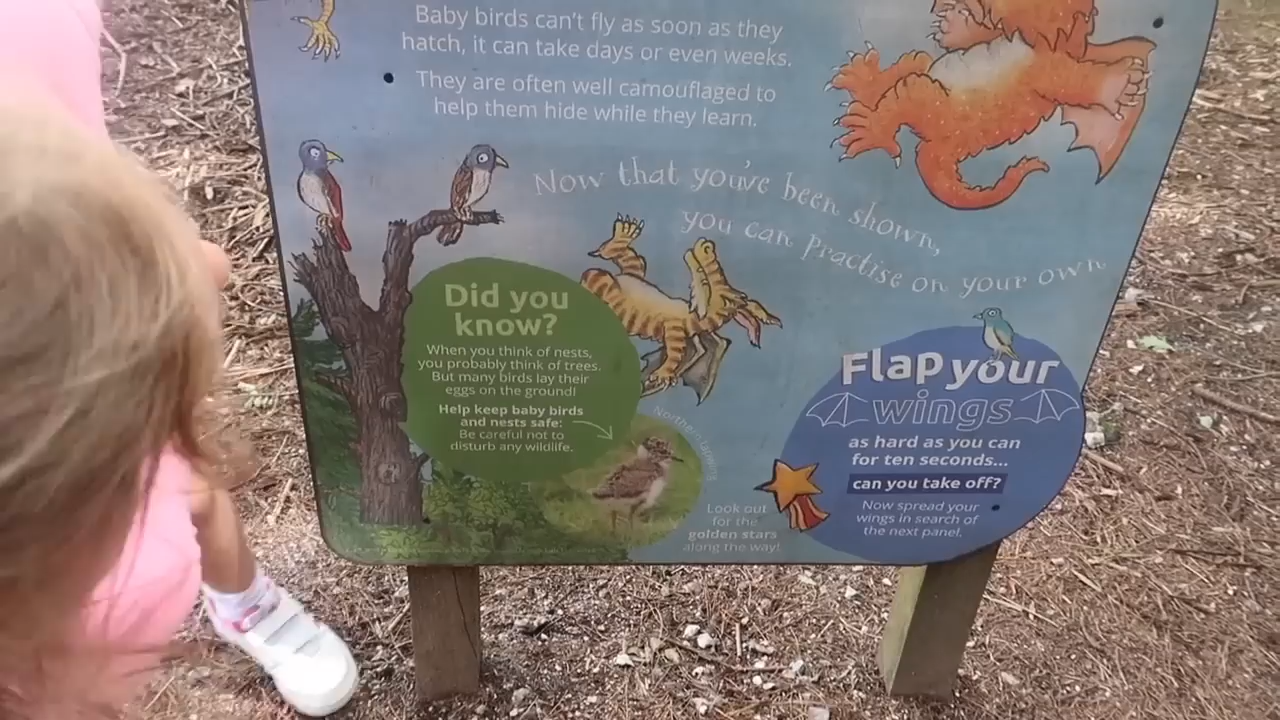 Baby birds can't fly as soon as they
hatch, it can take days or even weeks.
They are often well camouflaged to
help them hide while they learn.
Now that you've been shown,
you can practise on your own
Did you
know?
When you think of nests,
you probably think of trees.
But many birds lay their
eggs on the ground!
Help keep baby birds
and nests safe:
Be careful not to
disturb any wildlife.
Northern lapwing
Look out
for the
golden stars
along the way!
Flap your
wings
as hard as you can
for ten seconds...
can you take off?
Now spread your
wings in search of
the next panel.